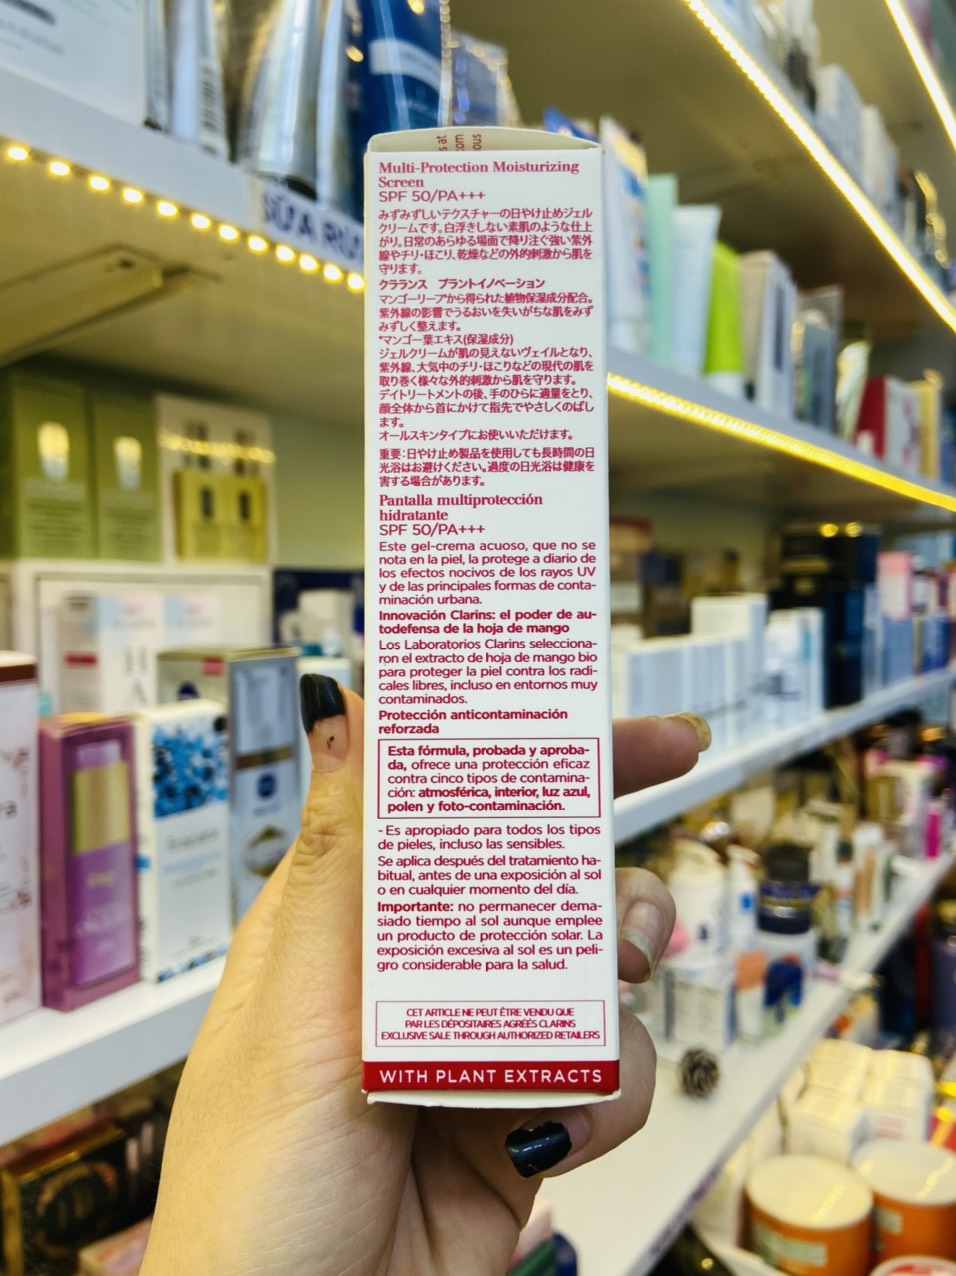 s at
om
ous
Multi-Protection Moisturizing
Screen
SPF 50/PA+++
みずみずしいテクスチャーの日やけ止めジェル
クリームです。白浮きしない素肌のような仕上
がり。日常のあらゆる場面で降り注ぐ強い紫外
線やチリ・ほこり、乾燥などの外的刺激から肌を
守ります。
クラランス プラントイノベーション
マンゴーリーフ*から得られた植物保湿成分配合。
紫外線の影響でうるおいを失いがちな肌をみず
みずしく整えます。
*マンゴー葉エキス(保湿成分)
ジェルクリームが肌の見えないヴェイルとなり、
紫外線、大気中のチリ・ほこりなどの現代の肌を
取り巻く様々な外的刺激から肌を守ります。
デイトリートメントの後、手のひらに適量をとり、
顔全体から首にかけて指先でやさしくのばし
ます。
オールスキンタイプにお使いいただけます。
重要:日やけ止め製品を使用しても長時間の日
光浴はお避けください。過度の日光浴は健康を
害する場合があります。
Pantalla multiprotección
hidratante
SPF 50/PA+++
Este gel-crema acuoso, que no se
nota en la piel, la protege a diario de
los efectos nocivos de los rayos UV
y de las principales formas de conta-
minación urbana.
Innovación Clarins: el poder de au-
todefensa de la hoja de mango
Los Laboratorios Clarins selecciona-
ron el extracto de hoja de mango bio
para proteger la piel contra los radi-
cales libres, incluso en entornos muy
contaminados.
Protección anticontaminación
reforzada
Esta fórmula, probada y aproba-
da, ofrece una protección eficaz
contra cinco tipos de contamina-
ción: atmosférica, interior, luz azul,
polen y foto-contaminación.
- Es apropiado para todos los tipos
de pieles, incluso las sensibles.
Se aplica después del tratamiento ha-
bitual, antes de una exposición al sol
o en cualquier momento del día.
Importante: no permanecer dema-
siado tiempo al sol aunque emplee
un producto de protección solar. La
exposición excesiva al sol es un peli-
gro considerable para la salud.
CET ARTICLE NE PEUT ÊTRE VENDU QUE
PAR LES DÉPOSITAIRES AGRÉÉS CLARINS
EXCLUSIVE SALE THROUGH AUTHORIZED RETAILERS
WITH PLANT EXTRACTS
SỮA RỬA